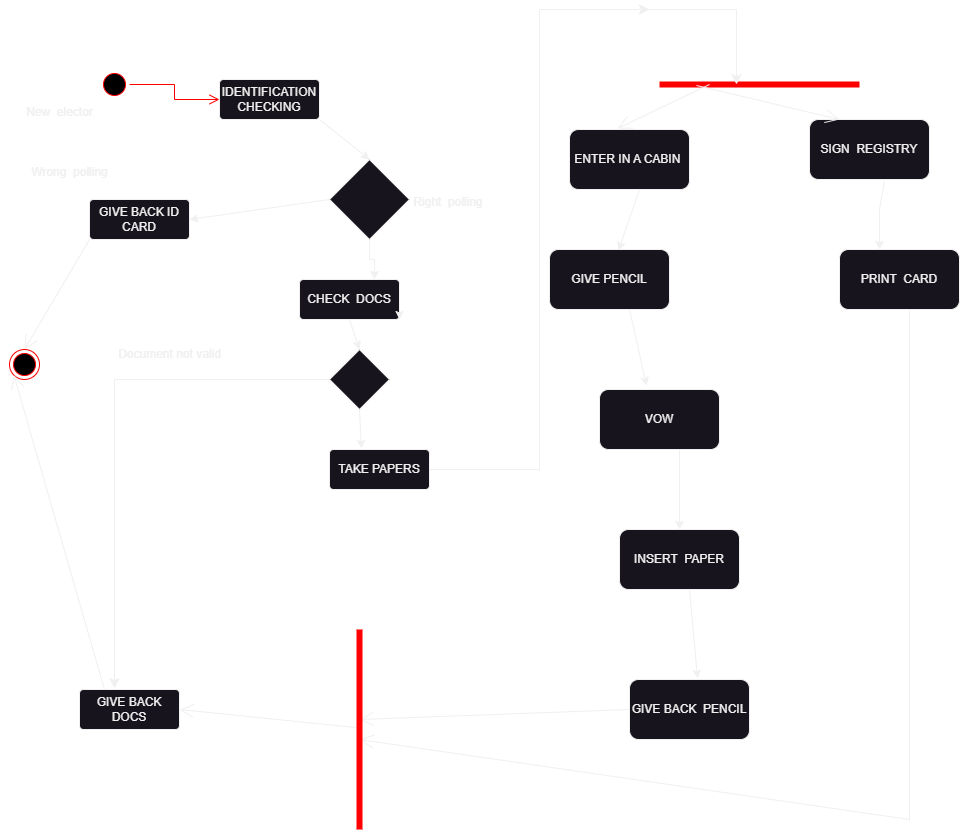 IDENTIFICATION
CHECKING
New elector
Wrong polling
GIVE BACK ID
CARD
Right polling
CHECK DOCS
Document not valid
TAKE PAPERS
GIVE BACK
DOCS
ENTER IN A CABIN
SIGN REGISTRY
GIVE PENCIL
PRINT CARD
VOW
INSERT PAPER
GIVE BACK PENCIL